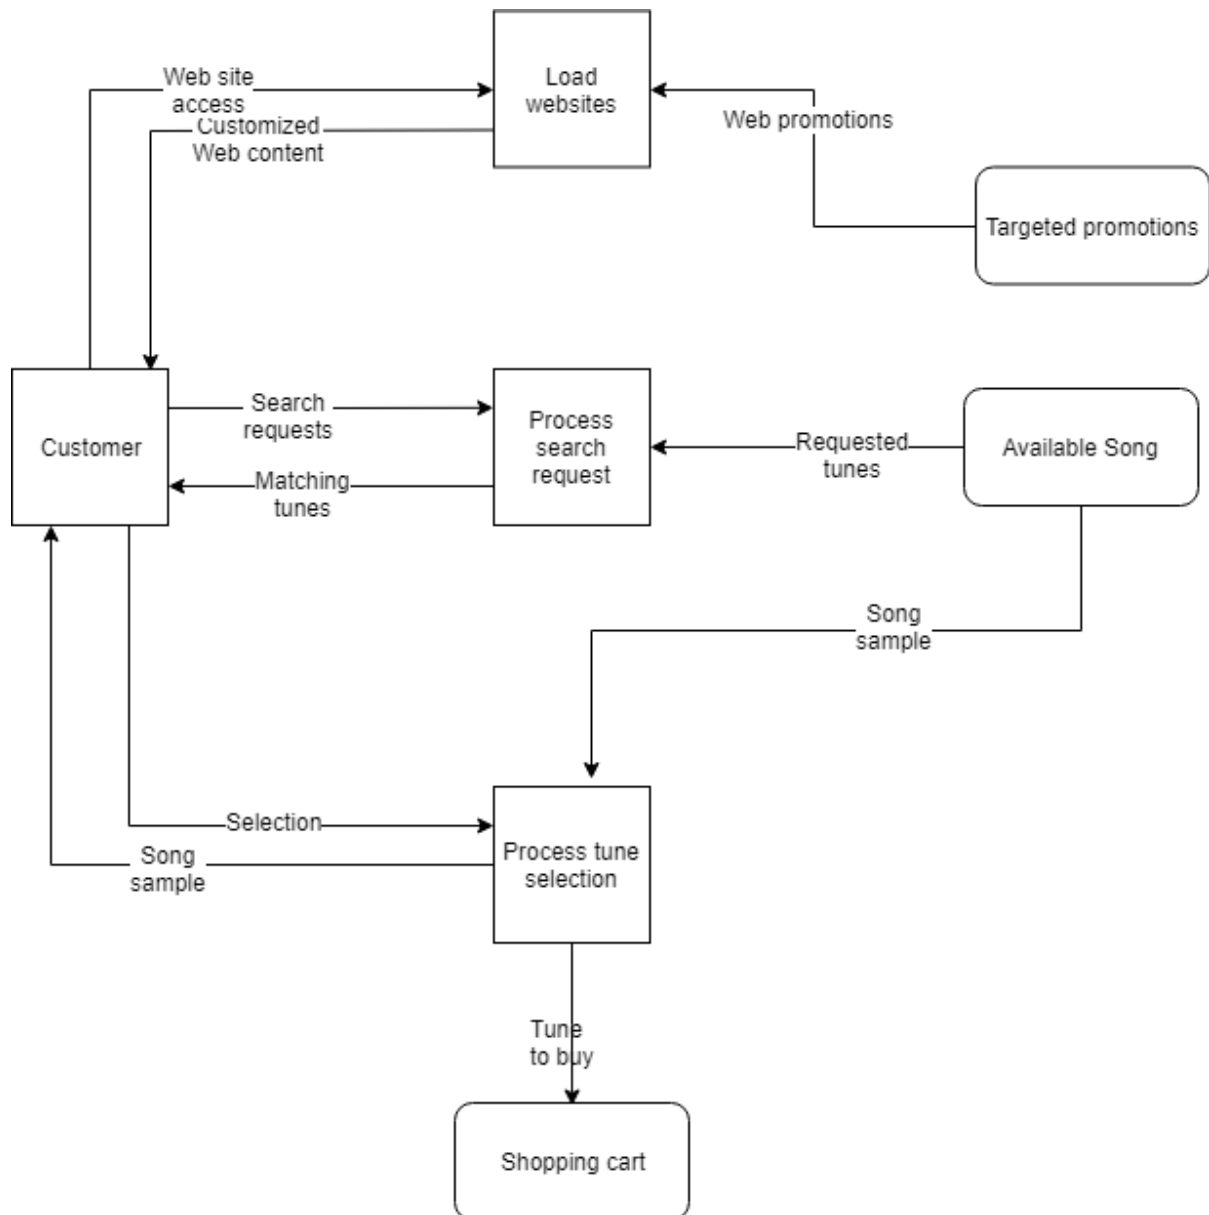 Load
websites
Web site
access
Customized
Web content
Web promotions
Targeted promotions
Customer
Search
requests
Matching
tunes
Process
search
request
Requested
tunes
Available Song
Song
sample
Selection
Song
sample
Process tune
selection
Tune
to buy
Shopping cart